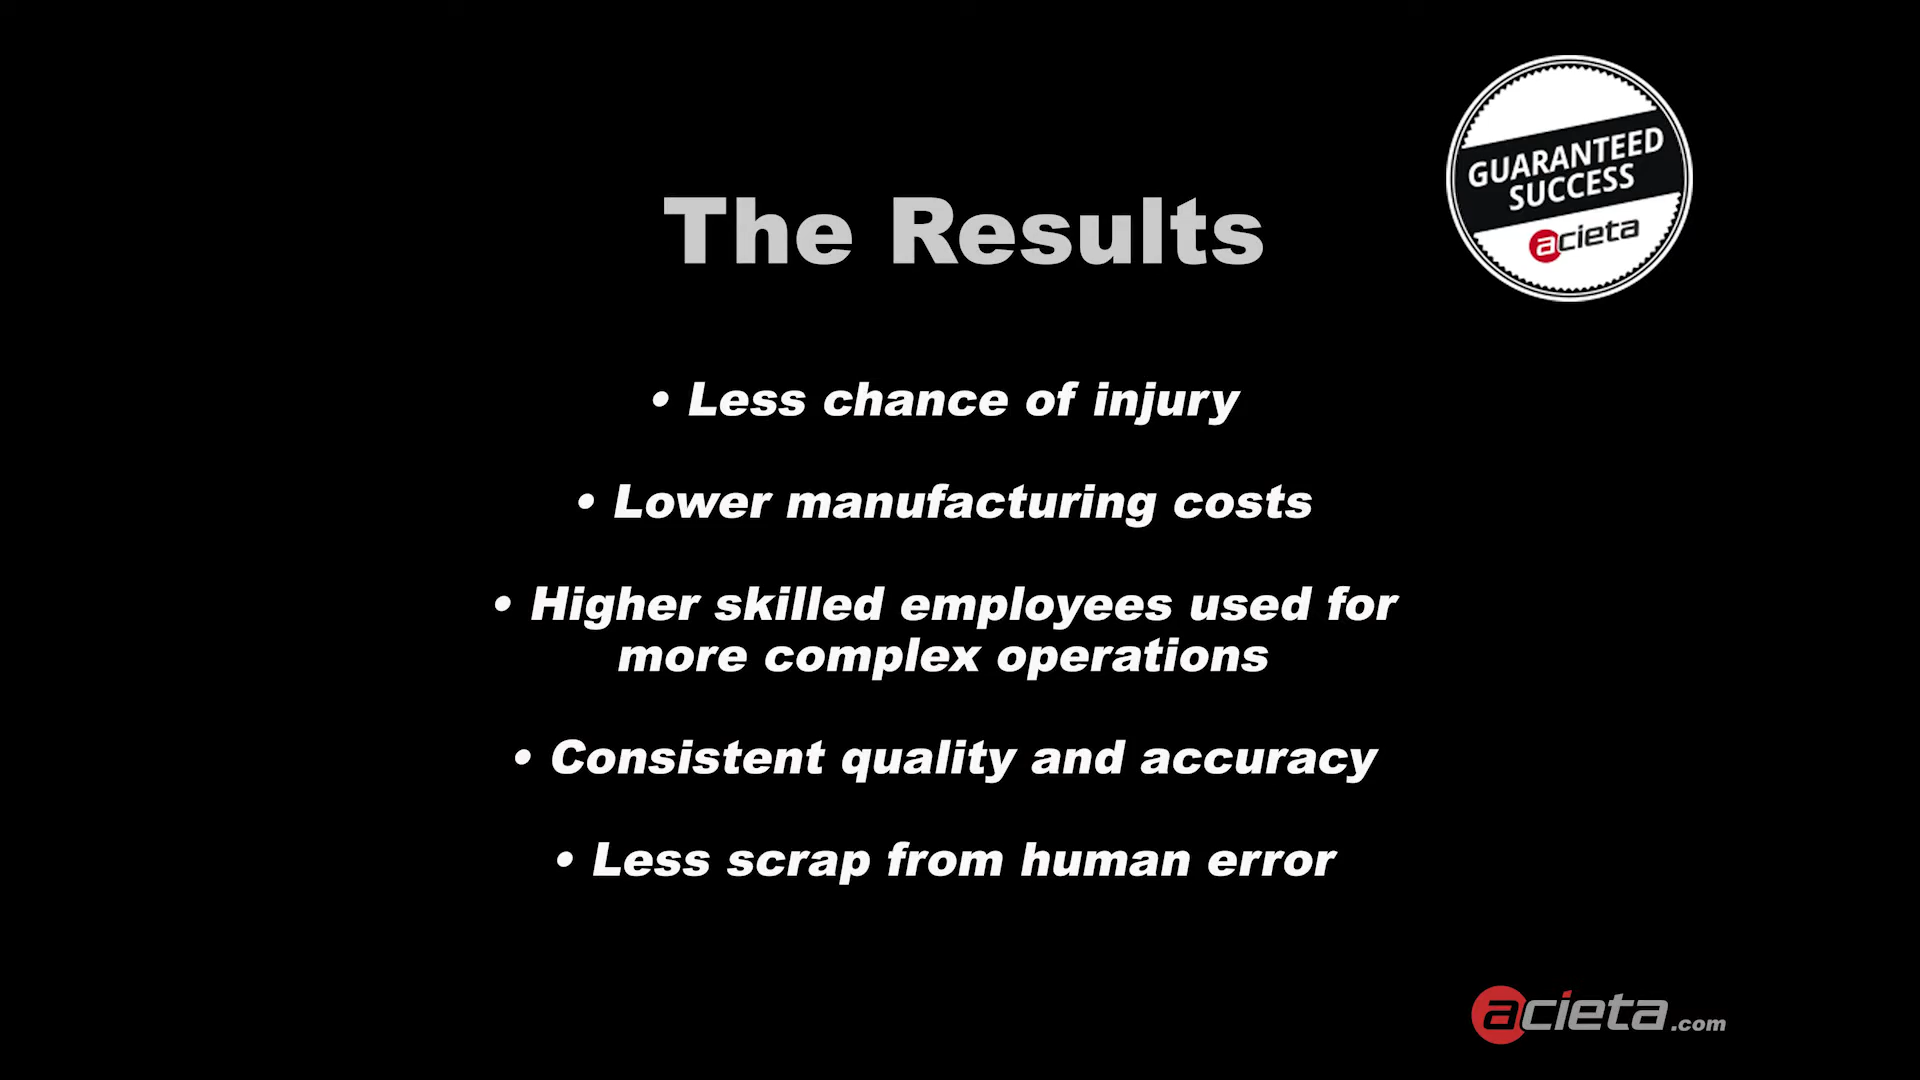 GUARANTEED
SUCCESS
acieta
The Results
• Less chance of injury
• Lower manufacturing costs
• Higher skilled employees used for
more complex operations
• Consistent quality and accuracy
• Less scrap from human error
acieta.com